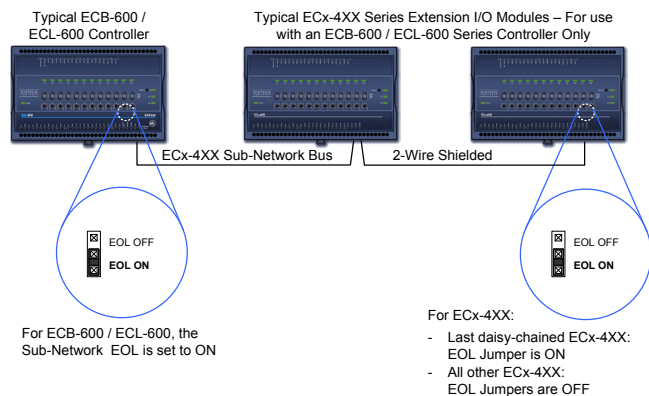 Typical ECB-600 /
ECL-600 Controller
Typical ECx-4XX Series Extension I/O Modules – For use
with an ECB-600 / ECL-600 Series Controller Only
ECx-4XX Sub-Network Bus
2-Wire Shielded
EOL OFF
EOL ON
EOL OFF
EOL ON
For ECB-600 / ECL-600, the
Sub-Network EOL is set to ON
For ECx-4XX:
- Last daisy-chained ECx-4XX:
EOL Jumper is ON
- All other ECx-4XX:
EOL Jumpers are OFF